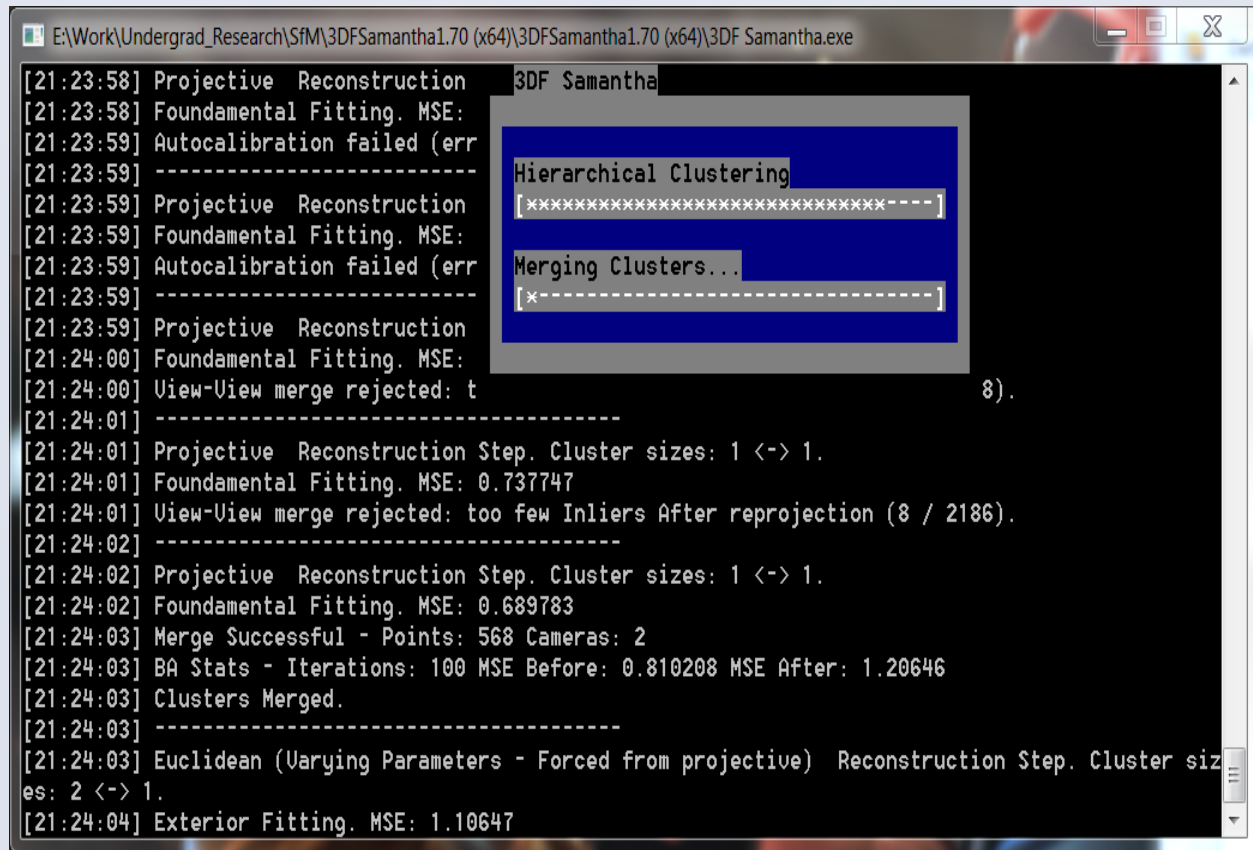 E:\Work\Undergrad_Research\SfM\3DFSamantha1.70 (x64)\3DFSamantha1.70 (x64)\3DF Samantha.exe
[21:23:58] Projective  Reconstruction
[21:23:58] Foundamental Fitting. MSE:
[21:23:59] Autocalibration failed (err
[21:23:59] ---------------------------
[21:23:59] Projective  Reconstruction
[21:23:59] Foundamental Fitting. MSE:
[21:23:59] Autocalibration failed (err
[21:23:59] ---------------------------
[21:23:59] Projective  Reconstruction
[21:24:00] Foundamental Fitting. MSE:
[21:24:00] View-View merge rejected: t 8).
3DF Samantha
Hierarchical Clustering
[******************************----]
Merging Clusters...
[*---------------------------------]
[21:24:01] ---------------------------------------
[21:24:01] Projective  Reconstruction Step. Cluster sizes: 1 <-> 1.
[21:24:01] Foundamental Fitting. MSE: 0.737747
[21:24:01] View-View merge rejected: too few Inliers After reprojection (8 / 2186).
[21:24:02] ---------------------------------------
[21:24:02] Projective  Reconstruction Step. Cluster sizes: 1 <-> 1.
[21:24:02] Foundamental Fitting. MSE: 0.689783
[21:24:03] Merge Successful - Points: 568 Cameras: 2
[21:24:03] BA Stats - Iterations: 100 MSE Before: 0.810208 MSE After: 1.20646
[21:24:03] Clusters Merged.
[21:24:03] ---------------------------------------
[21:24:03] Euclidean (Varying Parameters - Forced from projective)  Reconstruction Step. Cluster siz
es: 2 <-> 1.
[21:24:04] Exterior Fitting. MSE: 1.10647